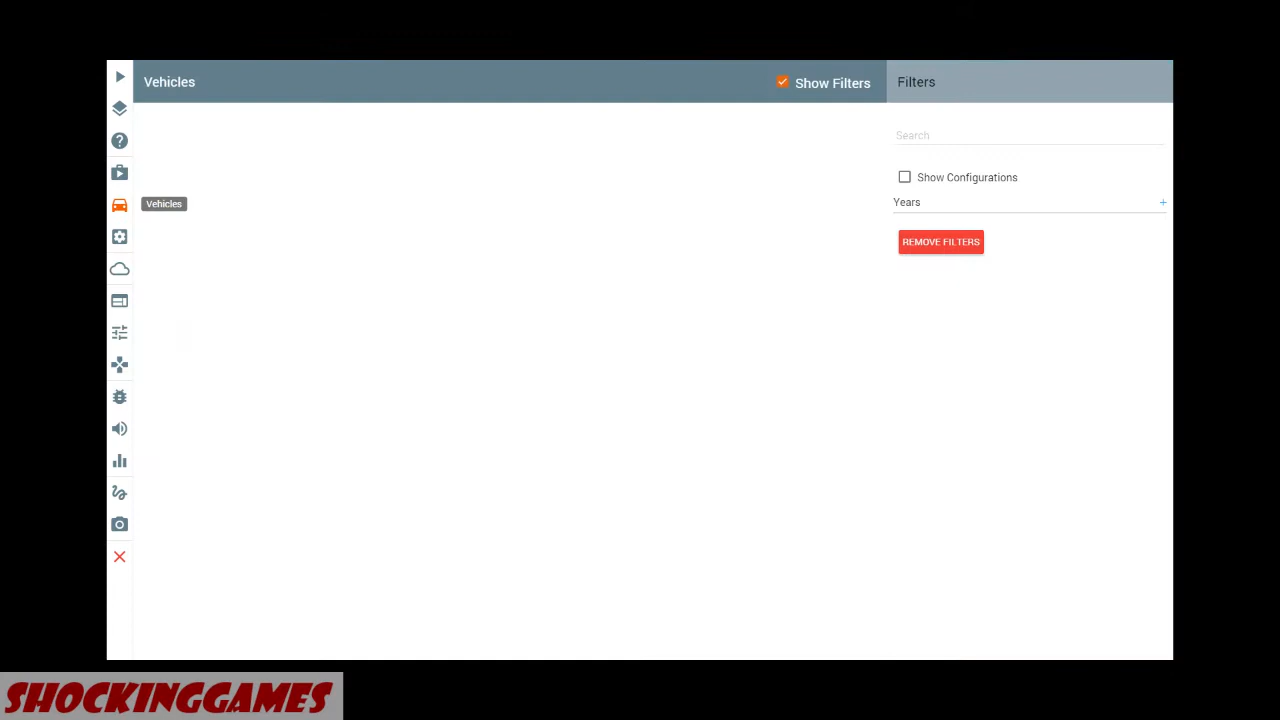 Vehicles
Show Filters
Filters
Search
Vehicles
Show Configurations
Years
+
REMOVE FILTERS
SHOCKINGGAMES